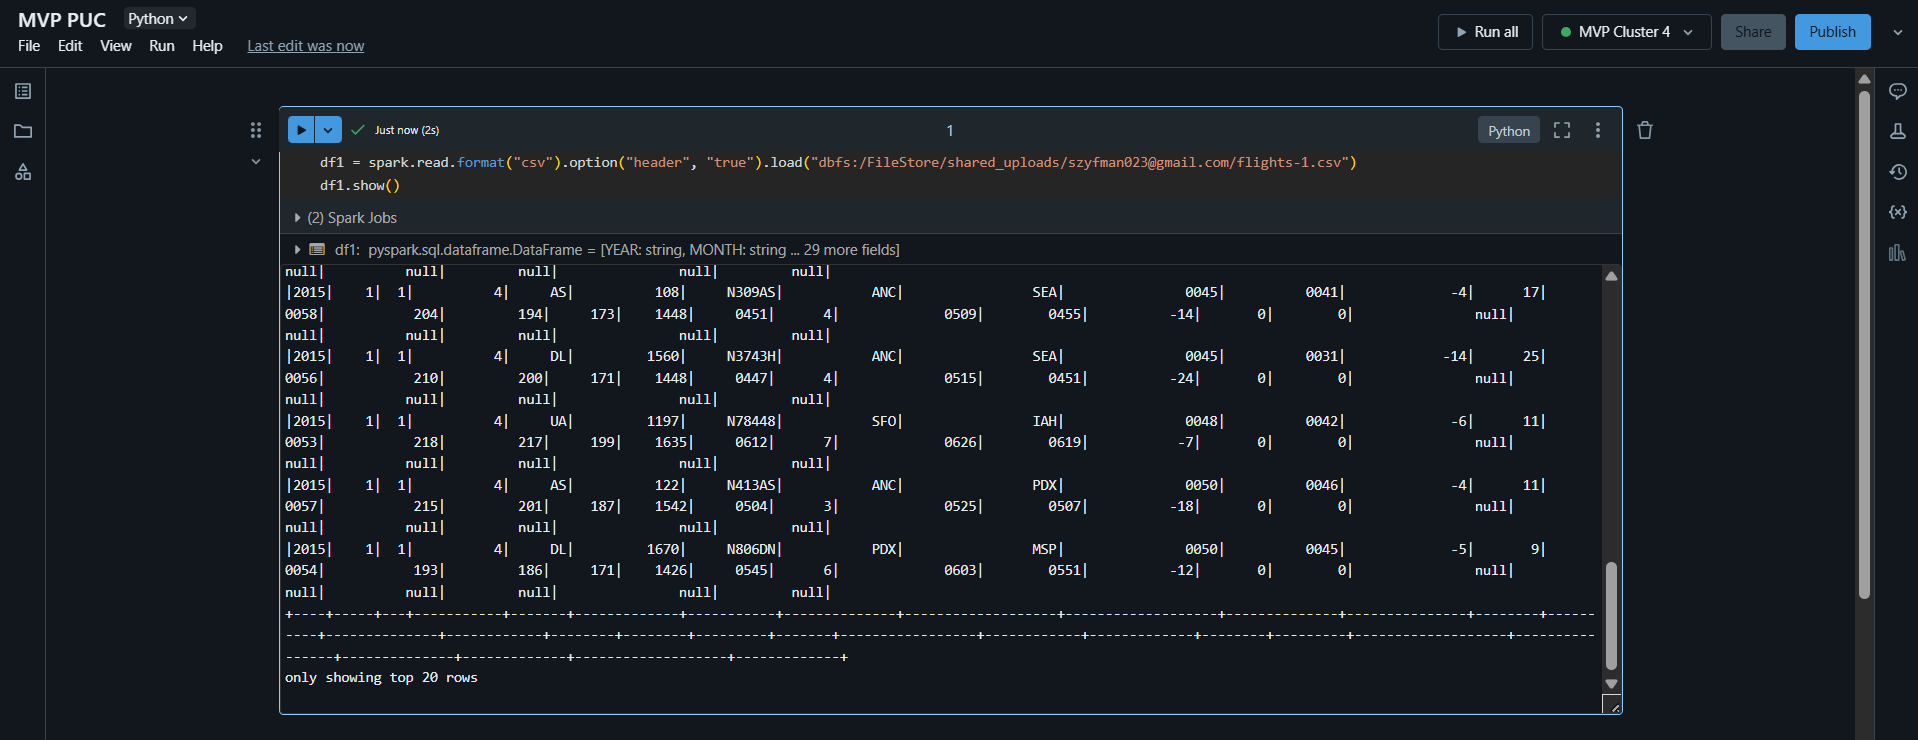 MVP PUC Python
File Edit View Run Help Last edit was now
Run all MVP Cluster 4 Share Publish
Just now (2s) 1 Python
df1 = spark.read.format("csv").option("header", "true").load("dbfs:/FileStore/shared_uploads/szyfman023@gmail.com/flights-1.csv")
df1.show()
(2) Spark Jobs
df1: pyspark.sql.dataframe.DataFrame = [YEAR: string, MONTH: string ... 29 more fields]
null| null| null| null| null|
|2015| 1| 1| 4| AS| 108| N309AS| ANC| SEA| 0045| 0041| -4| 17|
0058| 204| 194| 173| 1448| 0451| 4| 0509| 0455| -14| 0| 0| null|
null| null| null| null| null|
|2015| 1| 1| 4| DL| 1560| N3743H| ANC| SEA| 0045| 0031| -14| 25|
0056| 210| 200| 171| 1448| 0447| 4| 0515| 0451| -24| 0| 0| null|
null| null| null| null| null|
|2015| 1| 1| 4| UA| 1197| N78448| SFO| IAH| 0048| 0042| -6| 11|
0053| 218| 217| 199| 1635| 0612| 7| 0626| 0619| -7| 0| 0| null|
null| null| null| null| null|
|2015| 1| 1| 4| AS| 122| N413AS| ANC| PDX| 0050| 0046| -4| 11|
0057| 215| 201| 187| 1542| 0504| 3| 0525| 0507| -18| 0| 0| null|
null| null| null| null| null|
|2015| 1| 1| 4| DL| 1670| N806DN| PDX| MSP| 0050| 0045| -5| 9|
0054| 193| 186| 171| 1426| 0545| 6| 0603| 0551| -12| 0| 0| null|
null| null| null| null| null|
+----+-----+---+-----------+-------+-------------+-----------+--------------+-------------------+-------------------+--------------+---------------+--------+------
----+--------------+------------+--------+--------+---------+-------+-----------------+------------+-------------+--------+---------+-------------------+----------
------+--------------+-------------+-------------------+-------------+
only showing top 20 rows